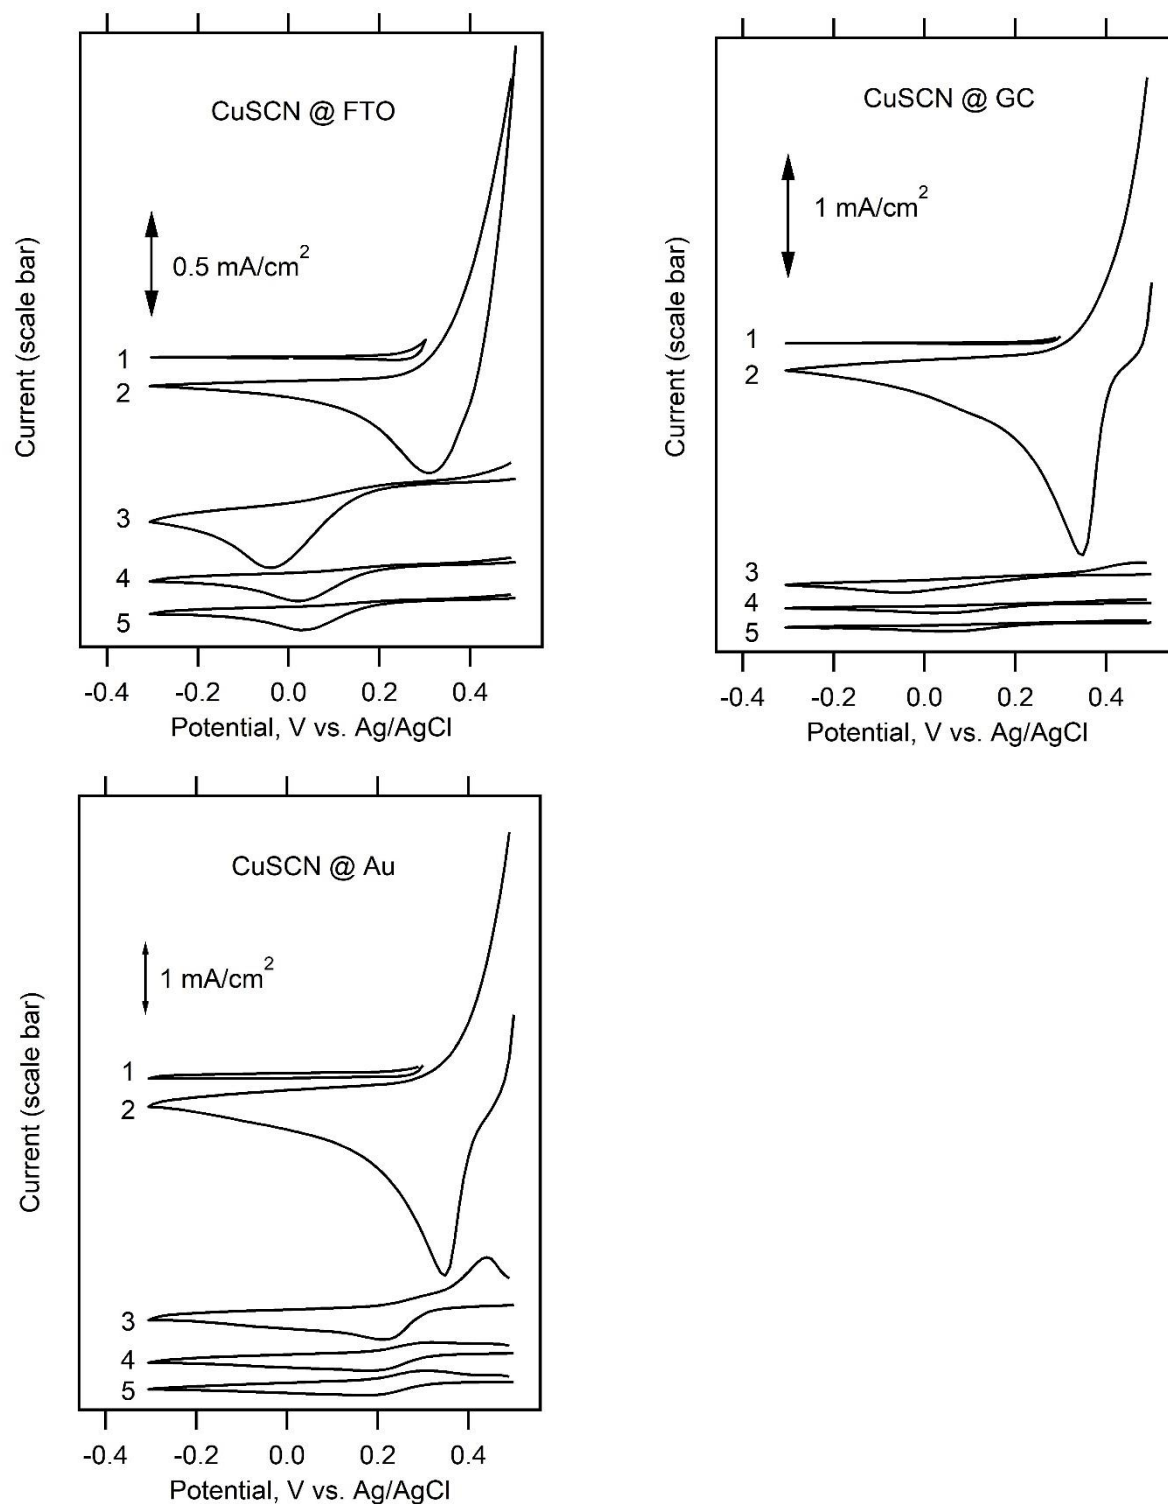 CuSCN @ FTO
0.5 mA/cm2
Current (scale bar)
1
2
3
4
5
-0.4 -0.2 0.0 0.2 0.4
Potential, V vs. Ag/AgCl
CuSCN @ GC
1 mA/cm2
Current (scale bar)
1
2
3
4
5
-0.4 -0.2 0.0 0.2 0.4
Potential, V vs. Ag/AgCl
CuSCN @ Au
1 mA/cm2
Current (scale bar)
1
2
3
4
5
-0.4 -0.2 0.0 0.2 0.4
Potential, V vs. Ag/AgCl